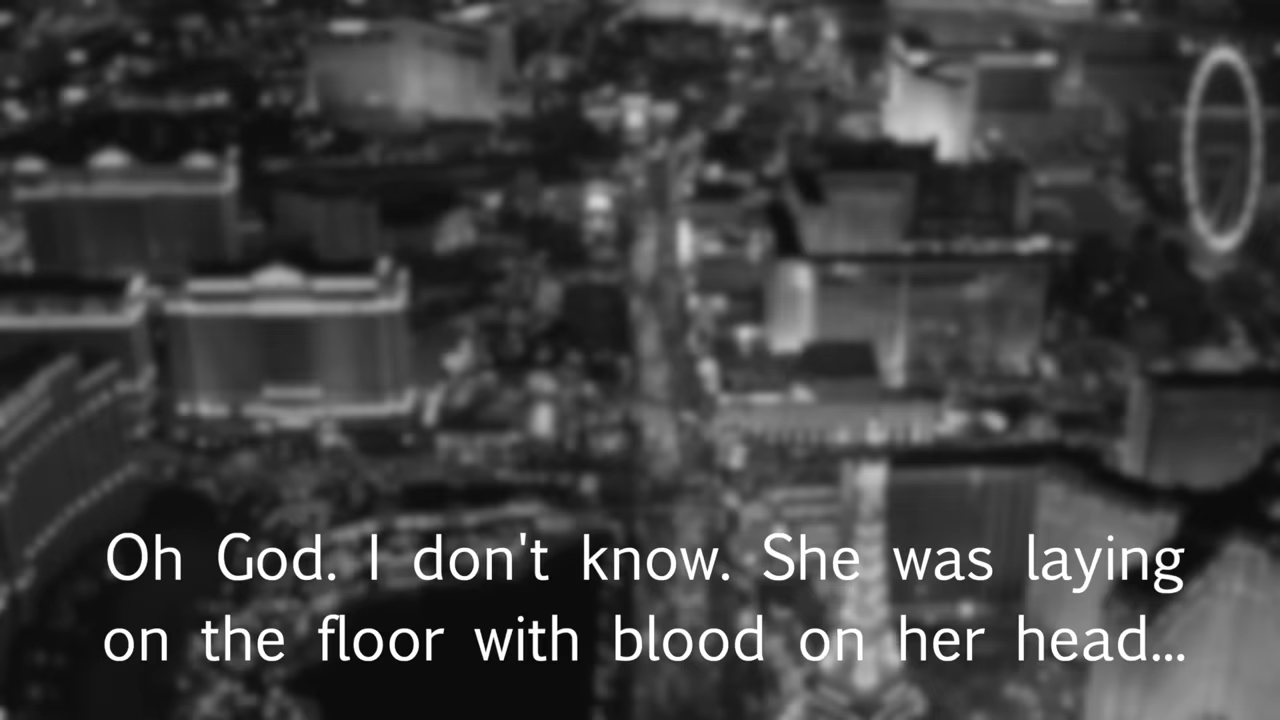 Oh God. I don't know. She was laying
on the floor with blood on her head...